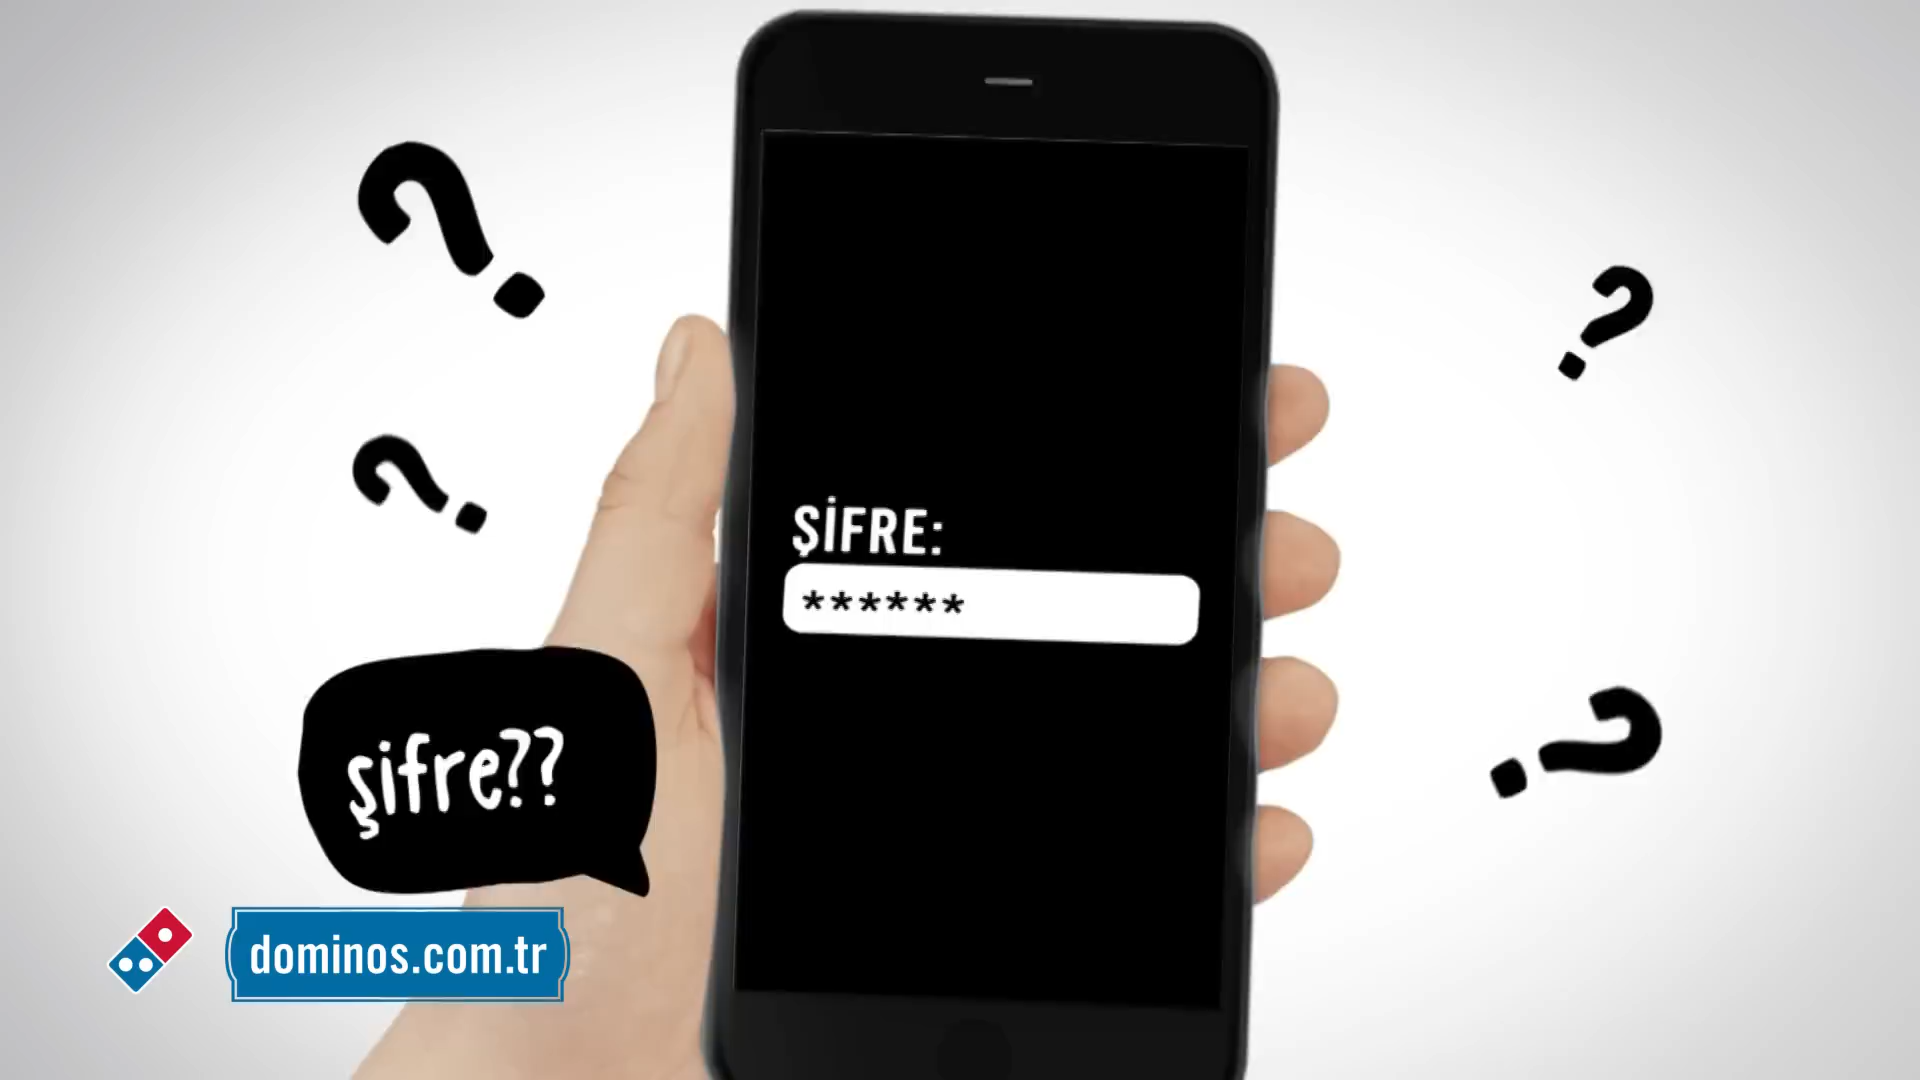 ?
?
?
ŞİFRE:
******
şifre??
?
dominos.com.tr